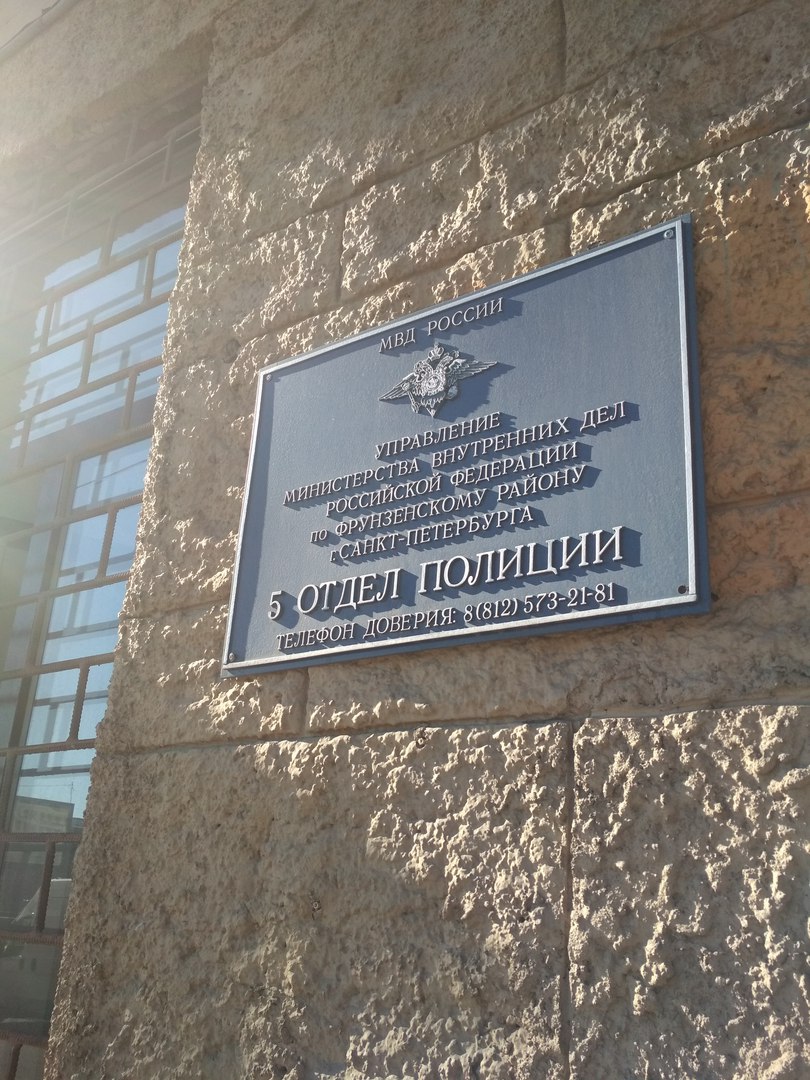 МВД РОССИИ
УПРАВЛЕНИЕ
МИНИСТЕРСТВА ВНУТРЕННИХ ДЕЛ
РОССИЙСКОЙ ФЕДЕРАЦИИ
по ФРУНЗЕНСКОМУ РАЙОНУ
г. САНКТ-ПЕТЕРБУРГА
5 ОТДЕЛ ПОЛИЦИИ
ТЕЛЕФОН ДОВЕРИЯ: 8 (812) 573-21-81